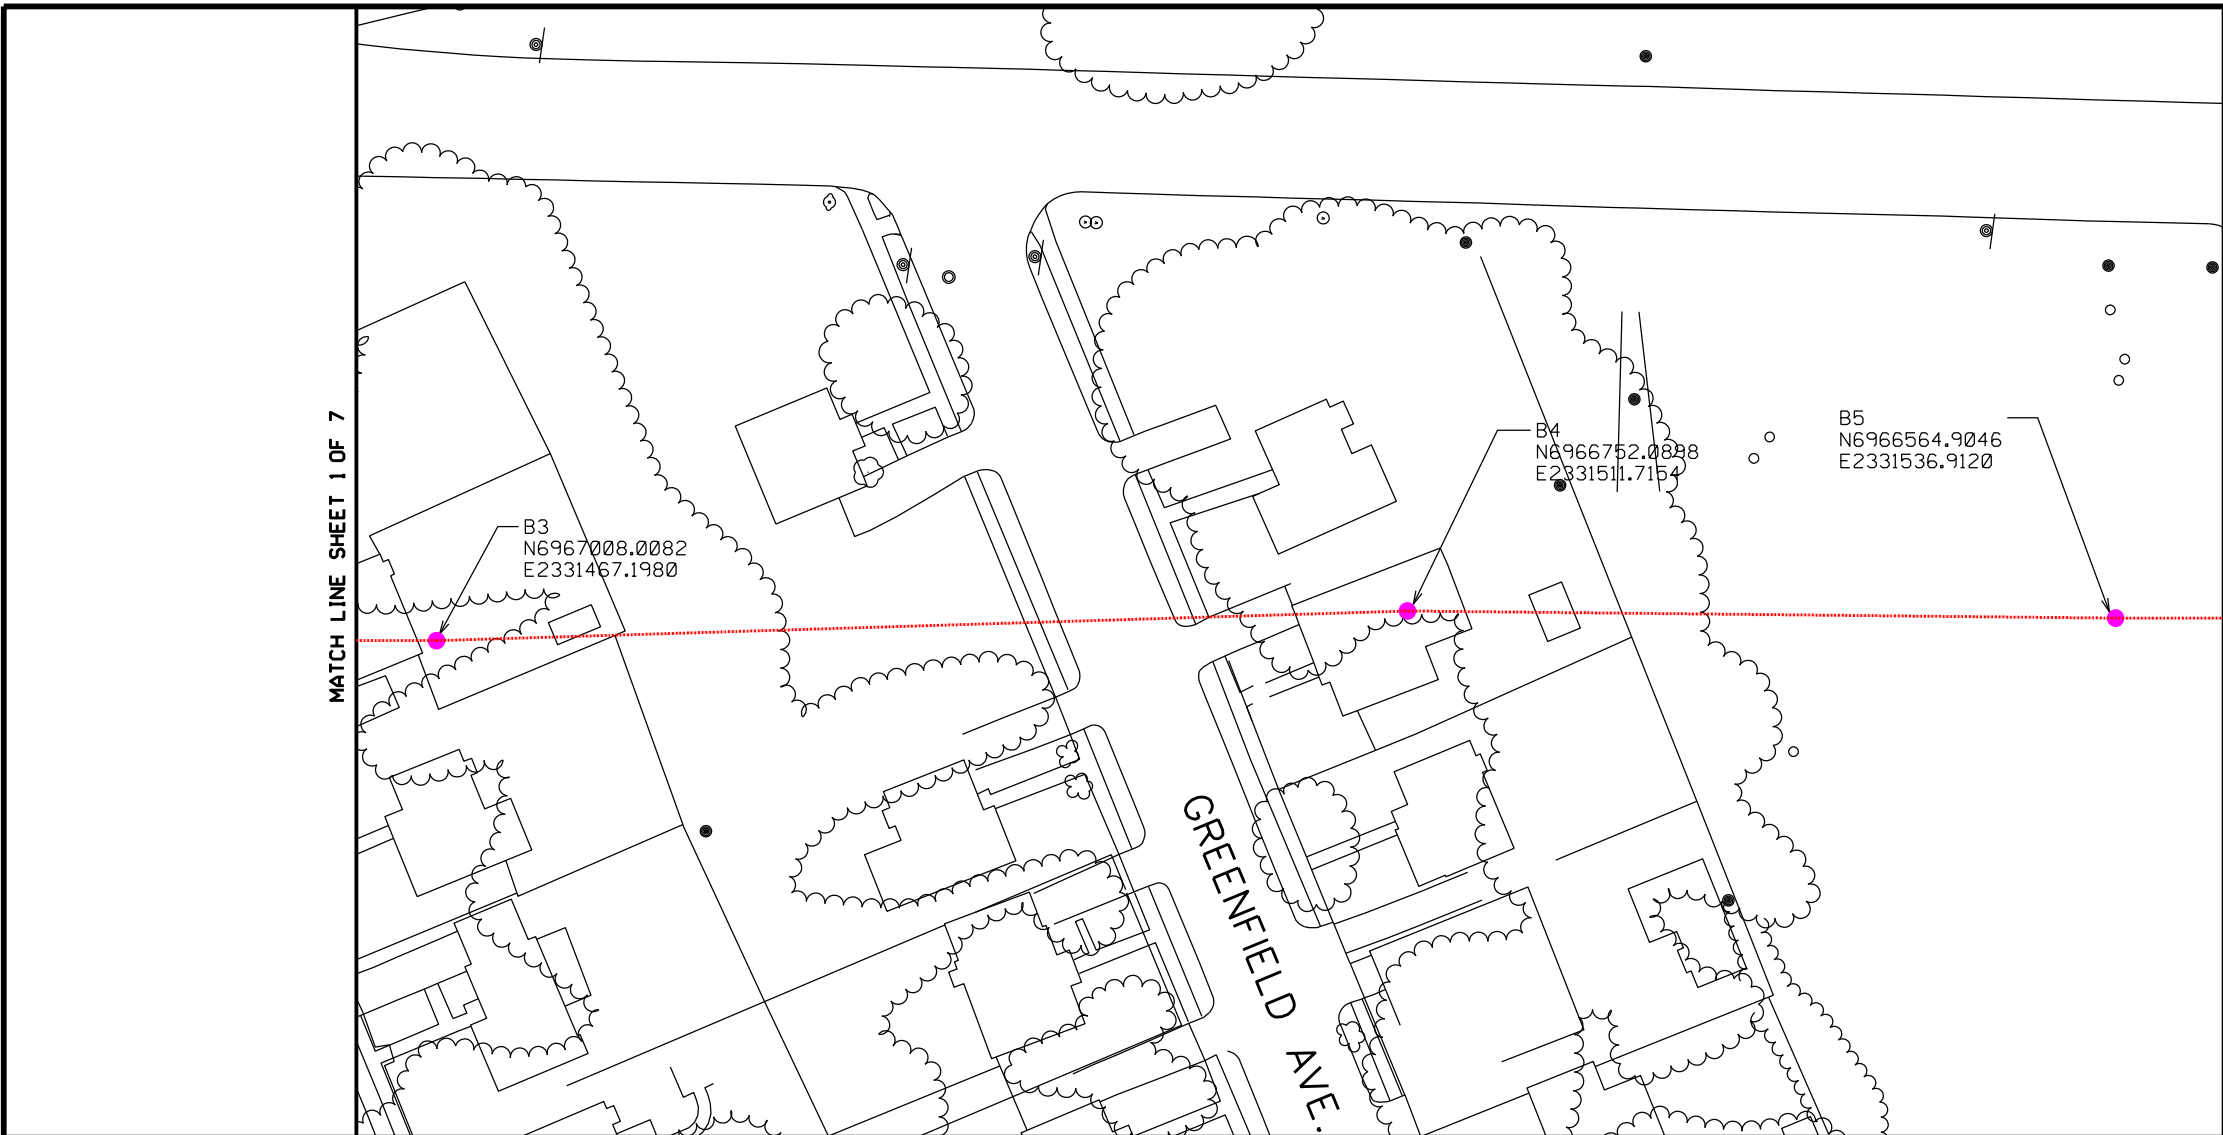 MATCH LINE SHEET 1 OF 7
B3
N6967008.0082
E2331467.1980
B4
N6966752.0898
E2331511.7154
B5
N6966564.9046
E2331536.9120
GREENFIELD AVE.